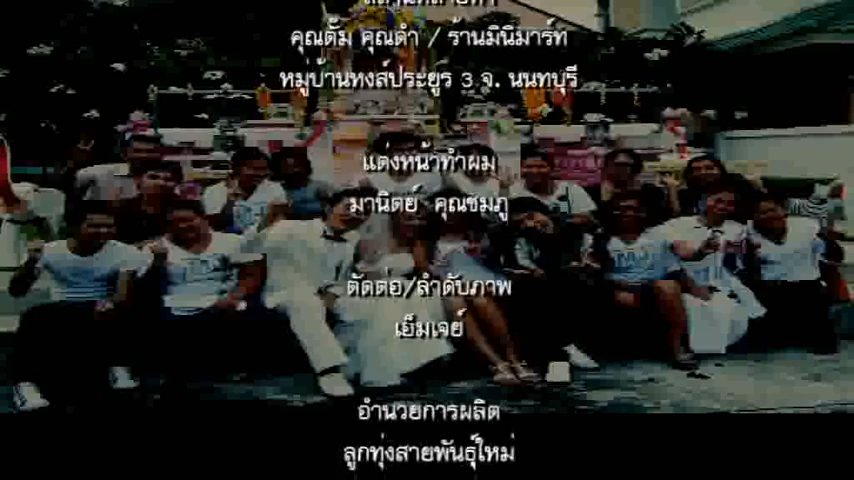 คุณตั้ม คุณดำ / ร้านมินิมาร์ท
หมู่บ้านหงส์ประยูร 3 จ. นนทบุรี
แต่งหน้าทำผม
มานิตย์ คุณชมภู
ตัดต่อ/ลำดับภาพ
เอ็มเจย์
อำนวยการผลิต
ลูกทุ่งสายพันธุ์ใหม่